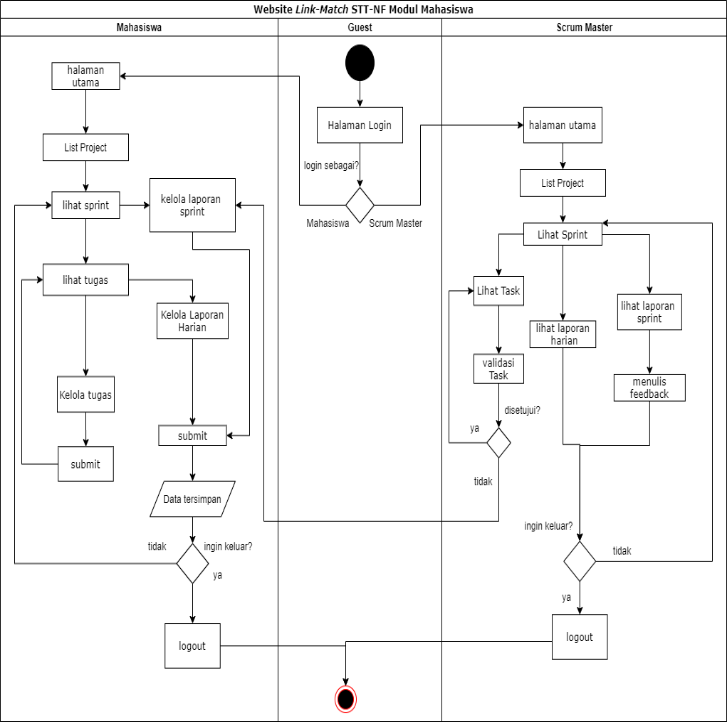 Website Link-Match STT-NF Modul Mahasiswa
Mahasiswa
Guest
Scrum Master
halaman
utama
List Project
lihat sprint
kelola laporan
sprint
lihat tugas
Kelola Laporan
Harian
Kelola tugas
submit
submit
Data tersimpan
tidak
ingin keluar?
ya
logout
Halaman Login
login sebagai?
Mahasiswa
Scrum Master
halaman utama
List Project
Lihat Sprint
Lihat Task
lihat laporan
harian
lihat laporan
sprint
validasi
Task
menulis
feedback
disetujui?
ya
tidak
ingin keluar?
tidak
ya
logout